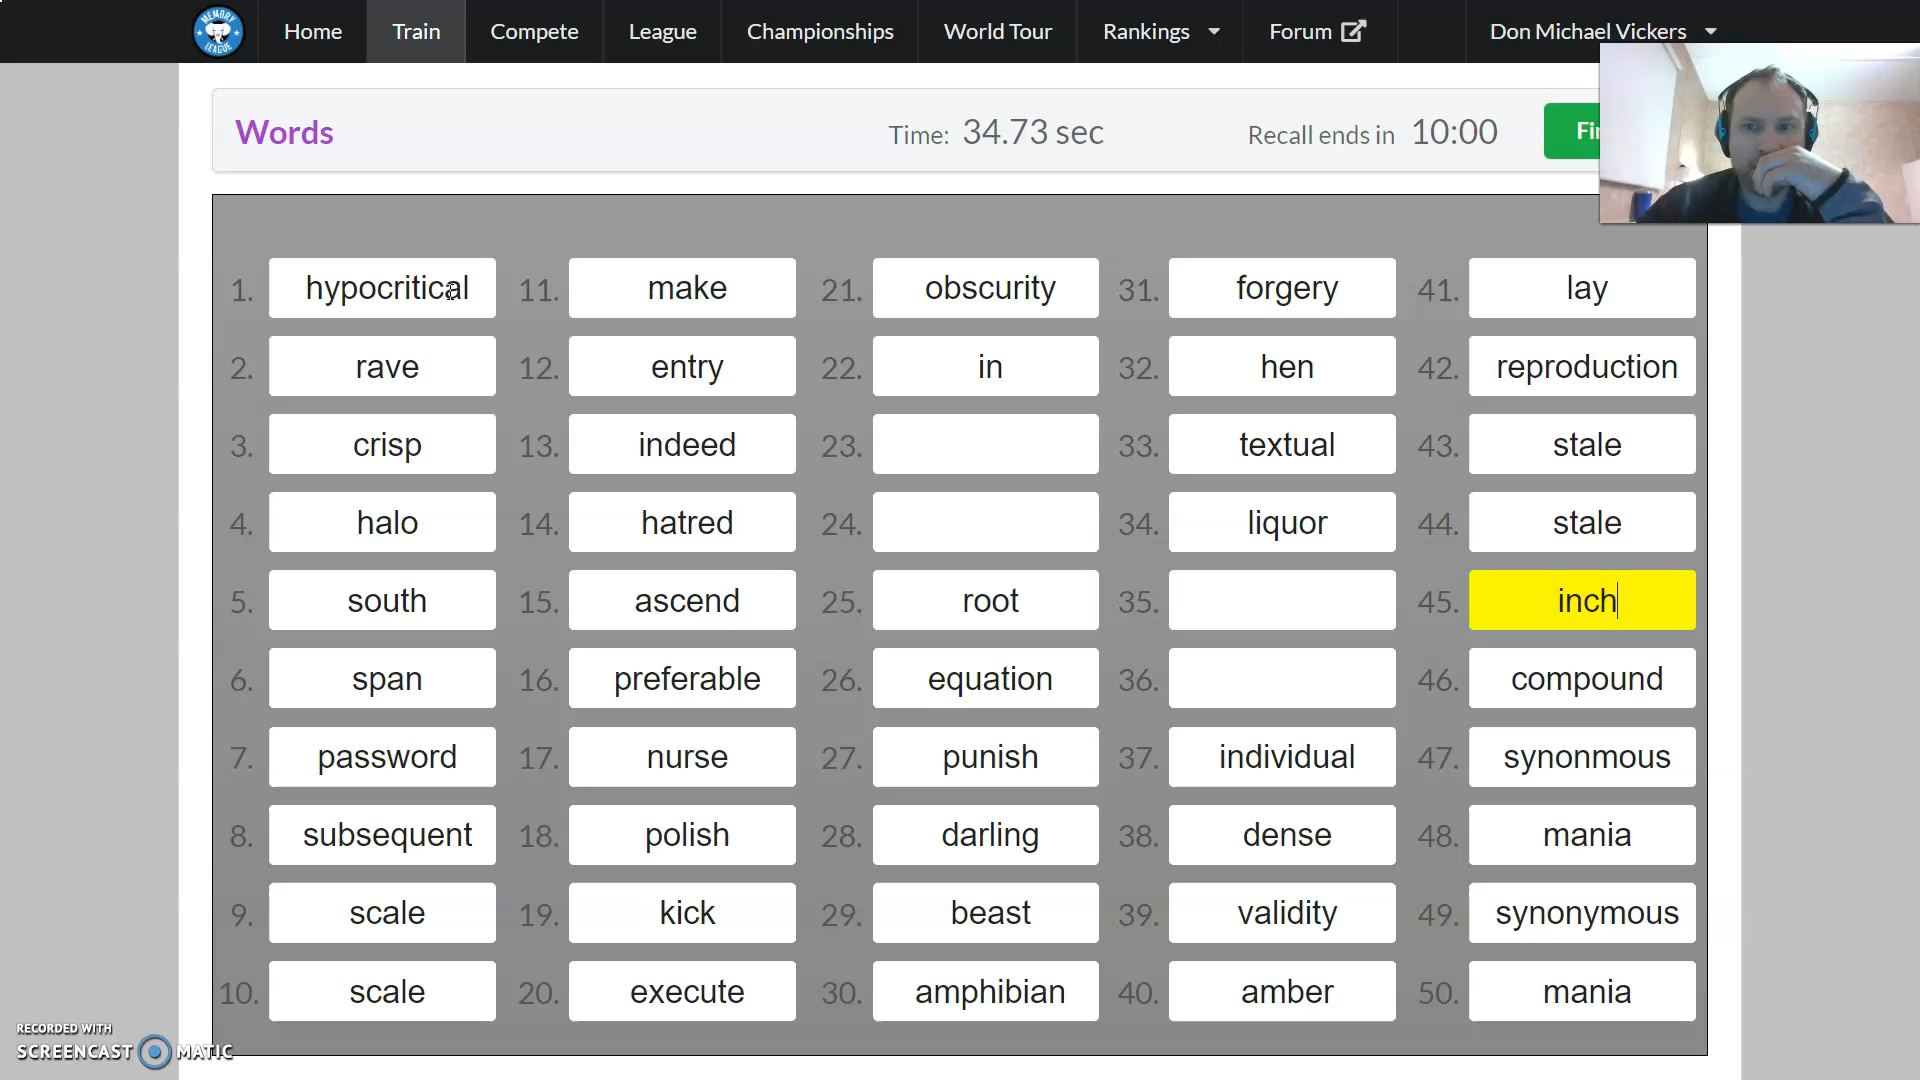 MEMORY LEAGUE
Home Train Compete League Championships World Tour Rankings Forum Don Michael Vickers
Words Time: 34.73 sec Recall ends in 10:00 Fi
1. hypocritical 11. make 21. obscurity 31. forgery 41. lay
2. rave 12. entry 22. in 32. hen 42. reproduction
3. crisp 13. indeed 23. 33. textual 43. stale
4. halo 14. hatred 24. 34. liquor 44. stale
5. south 15. ascend 25. root 35. 45. inch
6. span 16. preferable 26. equation 36. 46. compound
7. password 17. nurse 27. punish 37. individual 47. synonmous
8. subsequent 18. polish 28. darling 38. dense 48. mania
9. scale 19. kick 29. beast 39. validity 49. synonymous
10. scale 20. execute 30. amphibian 40. amber 50. mania
RECORDED WITH
SCREENCAST MATIC